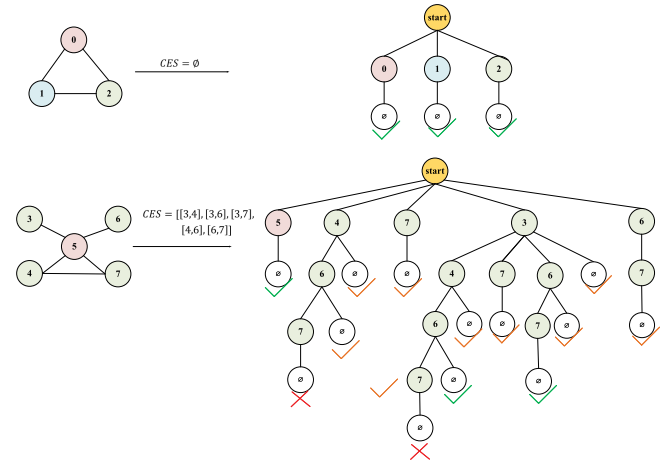 start
0
CES = ∅
0 1 2
1 2
∅ ∅ ∅
start
CES = [[3,4], [3,6], [3,7],
[4,6], [6,7]]
3 6
5 4 7 3 6
5
4 7
∅ 6 ∅ ∅ 4 7 6 ∅ 7
7 ∅ 6 ∅ ∅ 7 ∅ ∅
∅ 7 ∅ ∅
∅